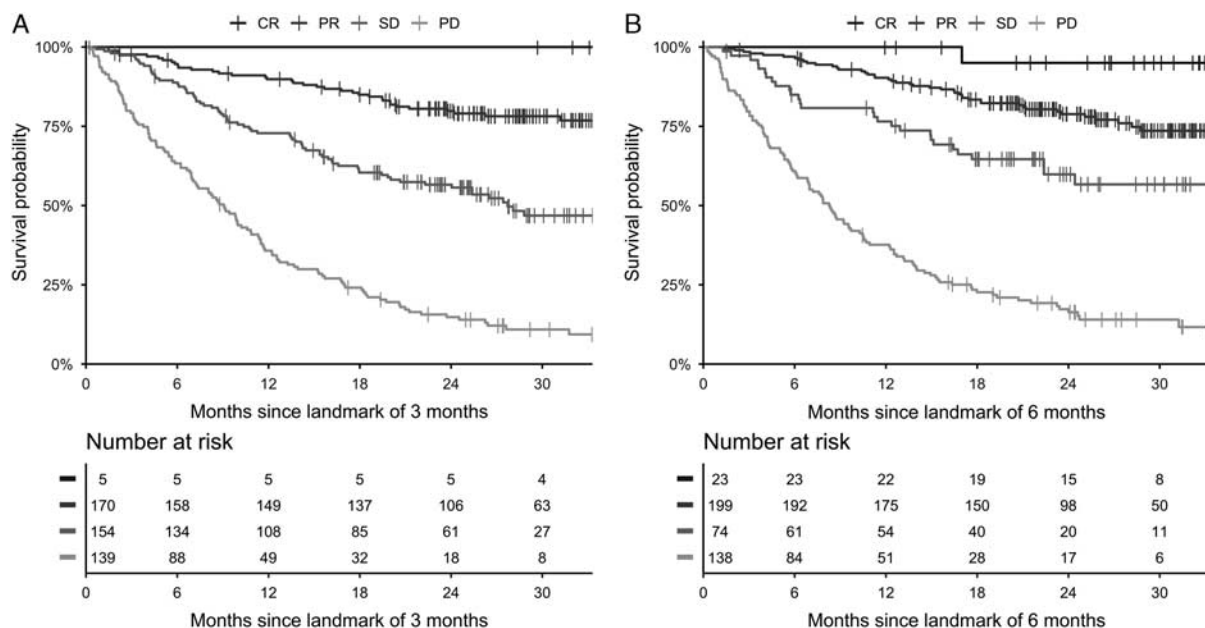 A
CR PR SD PD
100%
75%
50%
25%
0%
Survival probability
0 6 12 18 24 30
Months since landmark of 3 months
Number at risk
5 5 5 5 5 4
170 158 149 137 106 63
154 134 108 85 61 27
139 88 49 32 18 8
0 6 12 18 24 30
Months since landmark of 3 months
B
CR PR SD PD
100%
75%
50%
25%
0%
Survival probability
0 6 12 18 24 30
Months since landmark of 6 months
Number at risk
23 23 22 19 15 8
199 192 175 150 98 50
74 61 54 40 20 11
138 84 51 28 17 6
0 6 12 18 24 30
Months since landmark of 6 months